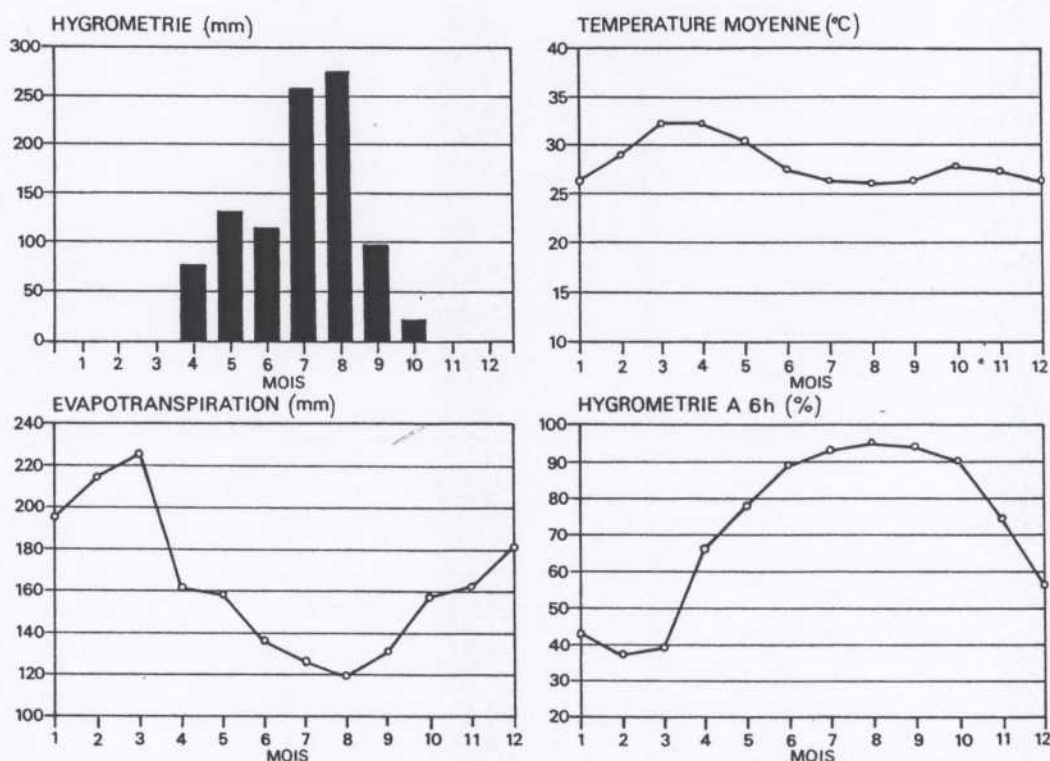 HYGROMETRIE (mm)
300
250
200
150
100
50
0
1 2 3 4 5 6 7 8 9 10 11 12
MOIS
TEMPERATURE MOYENNE (°C)
40
35
30
25
20
15
10
1 2 3 4 5 6 7 8 9 10 11 12
MOIS
EVAPOTRANSPIRATION (mm)
240
220
200
180
160
140
120
100
1 2 3 4 5 6 7 8 9 10 11 12
MOIS
HYGROMETRIE A 6h (%)
100
90
80
70
60
50
40
30
20
1 2 3 4 5 6 7 8 9 10 11 12
MOIS